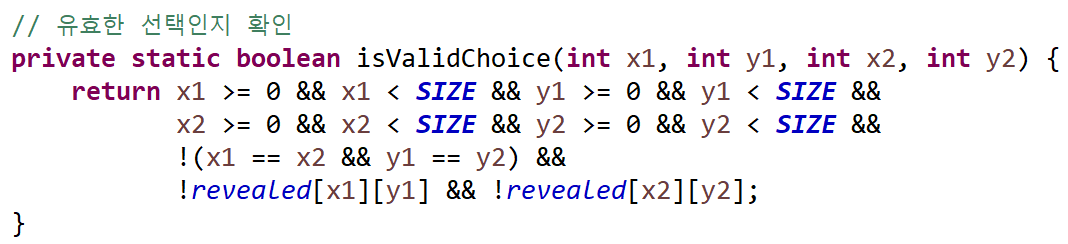 // 유효한 선택인지 확인
private static boolean isValidChoice(int x1, int y1, int x2, int y2) {
    return x1 >= 0 && x1 < SIZE && y1 >= 0 && y1 < SIZE &&
           x2 >= 0 && x2 < SIZE && y2 >= 0 && y2 < SIZE &&
           !(x1 == x2 && y1 == y2) &&
           !revealed[x1][y1] && !revealed[x2][y2];
}